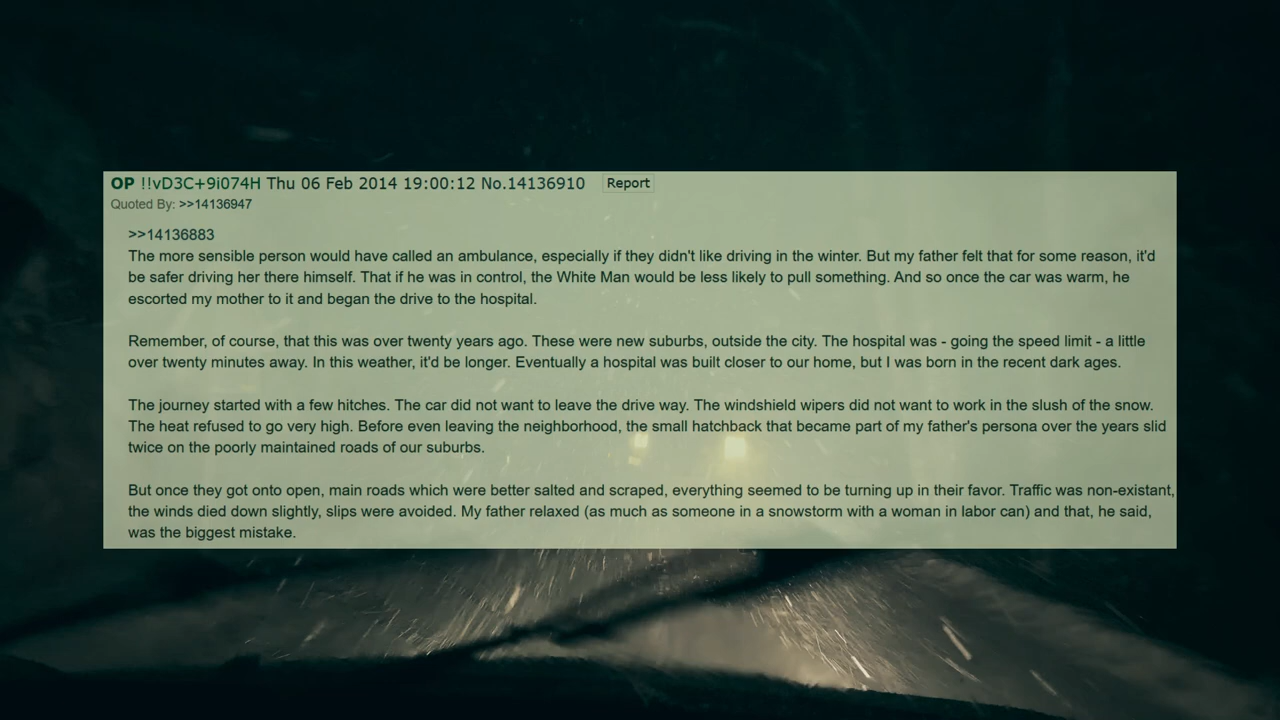 OP !!vD3C+9i074H Thu 06 Feb 2014 19:00:12 No.14136910 Report
Quoted By: >>14136947
>>14136883
The more sensible person would have called an ambulance, especially if they didn't like driving in the winter. But my father felt that for some reason, it'd
be safer driving her there himself. That if he was in control, the White Man would be less likely to pull something. And so once the car was warm, he
escorted my mother to it and began the drive to the hospital.
Remember, of course, that this was over twenty years ago. These were new suburbs, outside the city. The hospital was - going the speed limit - a little
over twenty minutes away. In this weather, it'd be longer. Eventually a hospital was built closer to our home, but I was born in the recent dark ages.
The journey started with a few hitches. The car did not want to leave the drive way. The windshield wipers did not want to work in the slush of the snow.
The heat refused to go very high. Before even leaving the neighborhood, the small hatchback that became part of my father's persona over the years slid
twice on the poorly maintained roads of our suburbs.
But once they got onto open, main roads which were better salted and scraped, everything seemed to be turning up in their favor. Traffic was non-existant,
the winds died down slightly, slips were avoided. My father relaxed (as much as someone in a snowstorm with a woman in labor can) and that, he said,
was the biggest mistake.